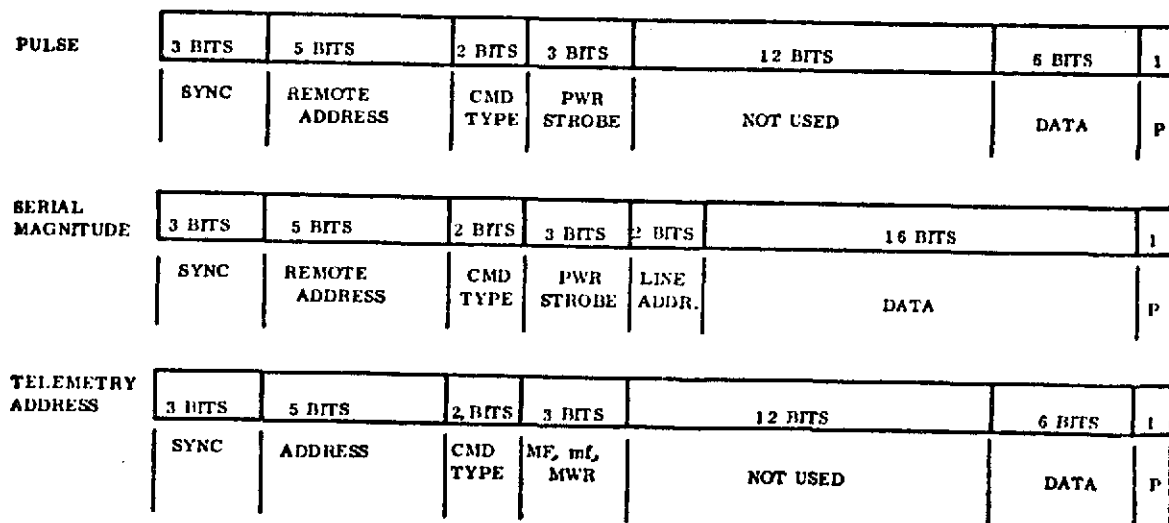 PULSE
3 BITS 5 BITS 2 BITS 3 BITS 12 BITS 6 BITS 1
SYNC REMOTE ADDRESS CMD TYPE PWR STROBE NOT USED DATA P
SERIAL MAGNITUDE
3 BITS 5 BITS 2 BITS 3 BITS 2 BITS 16 BITS 1
SYNC REMOTE ADDRESS CMD TYPE PWR STROBE LINE ADDR. DATA P
TELEMETRY ADDRESS
3 BITS 5 BITS 2 BITS 3 BITS 12 BITS 6 BITS 1
SYNC ADDRESS CMD TYPE MF, mf, MWR NOT USED DATA P